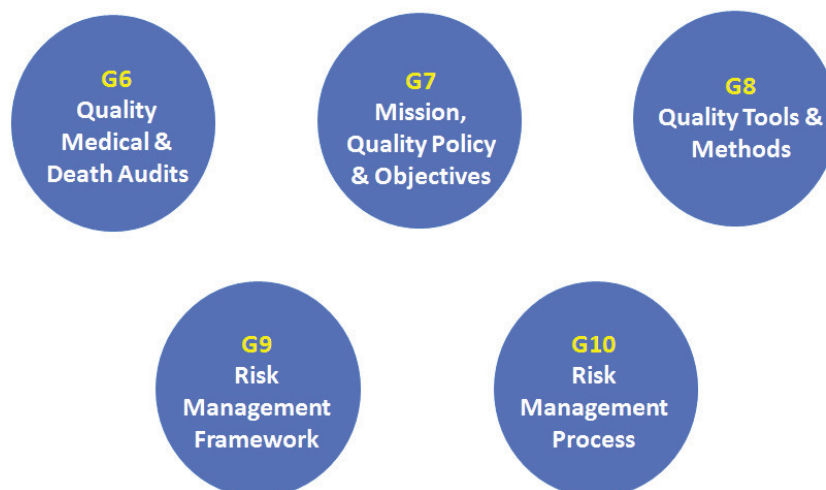 G6
Quality
Medical &
Death Audits
G7
Mission,
Quality Policy
& Objectives
G8
Quality Tools &
Methods
G9
Risk
Management
Framework
G10
Risk
Management
Process